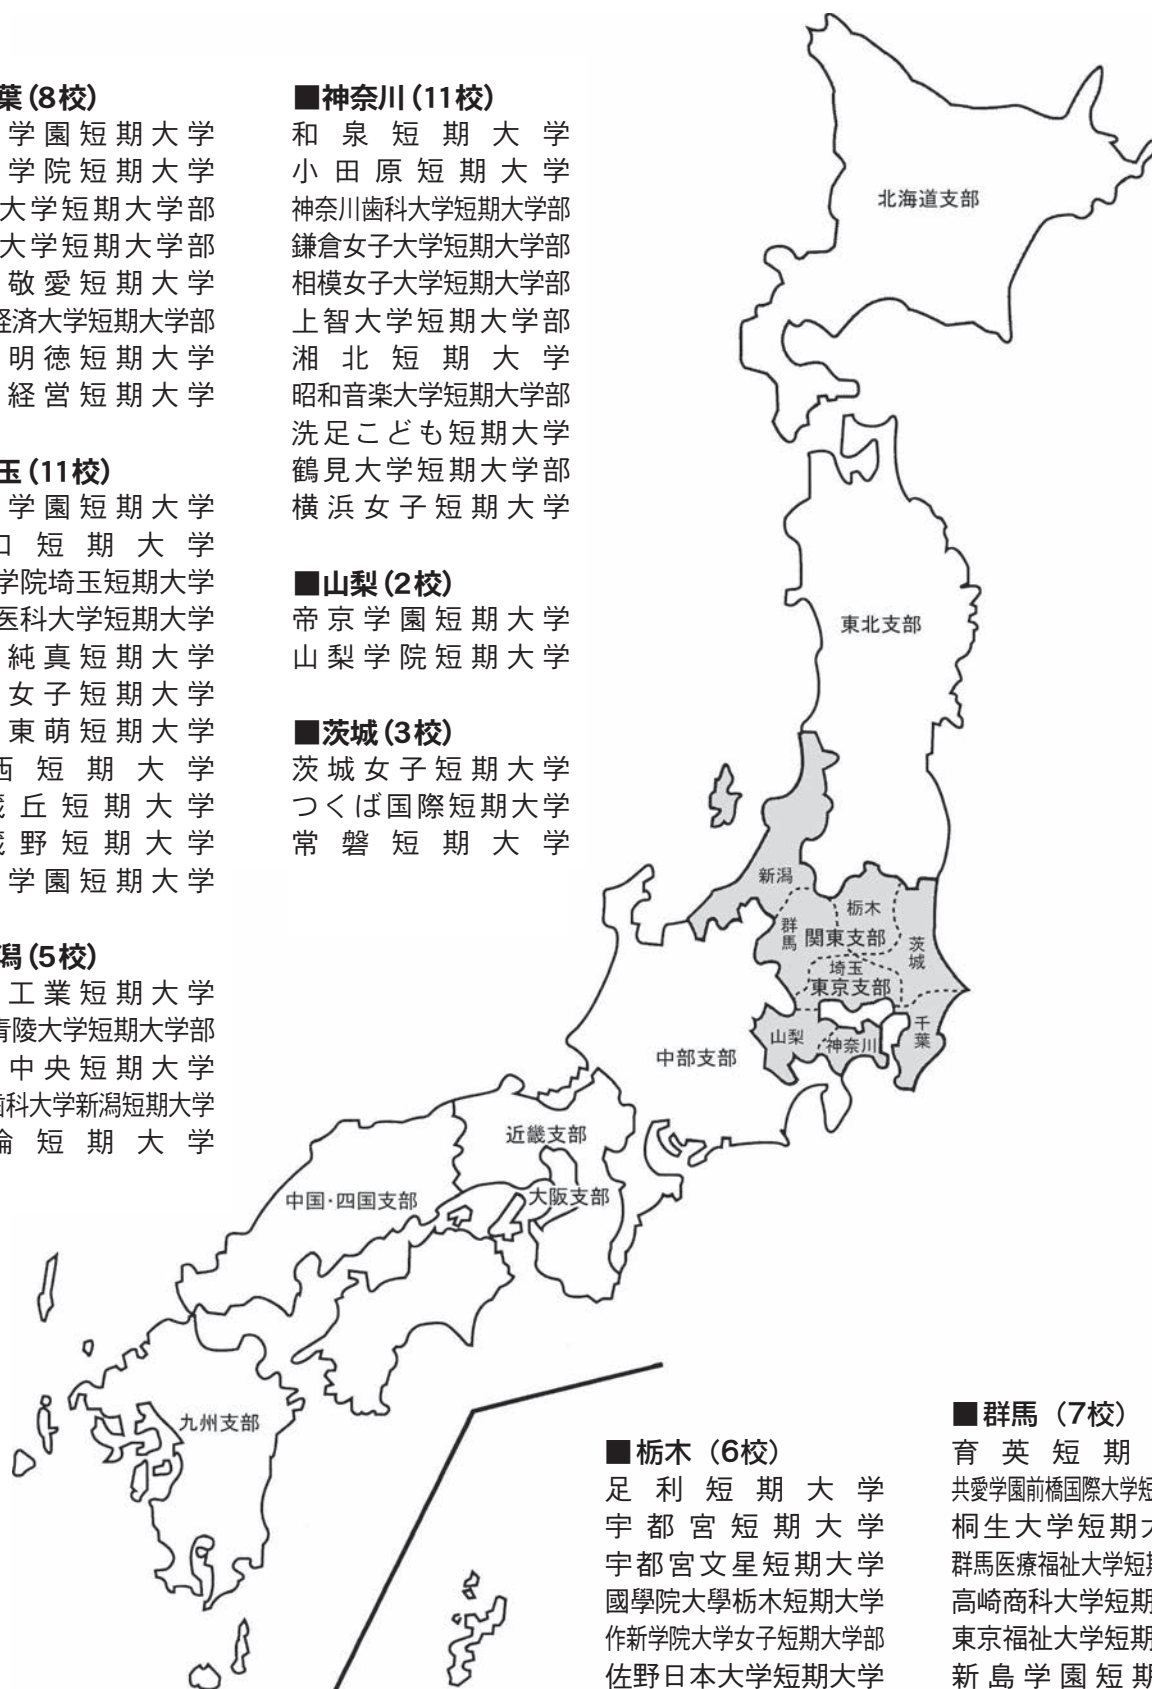 葉(8校)
学園短期大学
学院短期大学
大学短期大学部
大学短期大学部
敬愛短期大学
経済大学短期大学部
明徳短期大学
経営短期大学
玉(11校)
学園短期大学
口短期大学
学院埼玉短期大学
医科大学短期大学
純真短期大学
女子短期大学
東萌短期大学
西短期大学
丘短期大学
野短期大学
学園短期大学
潟(5校)
工業短期大学
青陵大学短期大学部
中央短期大学
歯科大学新潟短期大学
倫短期大学
■神奈川(11校)
和泉短期大学
小田原短期大学
神奈川歯科大学短期大学部
鎌倉女子大学短期大学部
相模女子大学短期大学部
上智大学短期大学部
湘北短期大学
昭和音楽大学短期大学部
洗足こども短期大学
鶴見大学短期大学部
横浜女子短期大学
■山梨(2校)
帝京学園短期大学
山梨学院短期大学
■茨城(3校)
茨城女子短期大学
つくば国際短期大学
常磐短期大学
北海道支部
東北支部
新潟
群馬
栃木
関東支部
茨城
埼玉
東京支部
千葉
山梨
神奈川
中部支部
近畿支部
大阪支部
中国・四国支部
九州支部
■栃木（6校）
足利短期大学
宇都宮短期大学
宇都宮文星短期大学
國學院大學栃木短期大学
作新学院大学女子短期大学部
佐野日本大学短期大学
■群馬（7校）
育英短期
共愛学園前橋国際大学短
桐生大学短期大
群馬医療福祉大学短期
高崎商科大学短期
東京福祉大学短期
新島学園短期